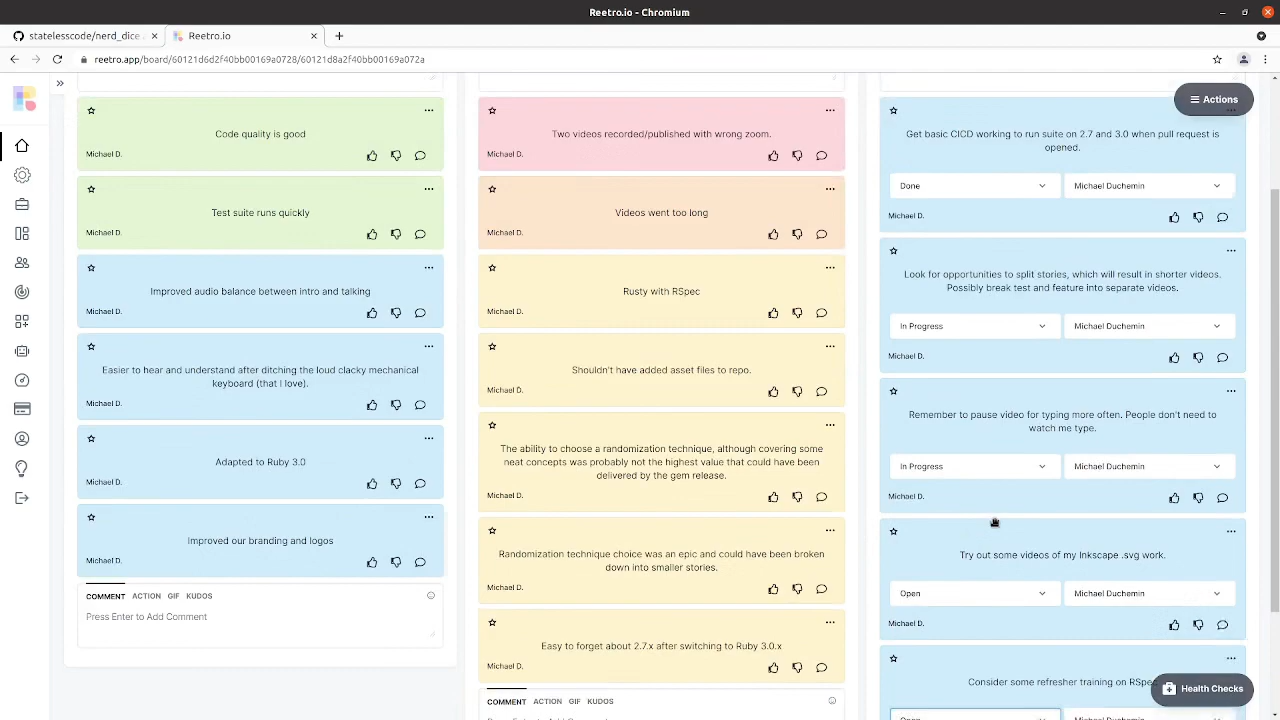 Reetro.io - Chromium
statelesscode/nerd_dice
Reetro.io
reetro.app/board/60121d6d2f40bb00169a0728/60121d8a2f40bb00169a072a
Actions
Code quality is good
Michael D.
Test suite runs quickly
Michael D.
Improved audio balance between intro and talking
Michael D.
Easier to hear and understand after ditching the loud clacky mechanical
keyboard (that I love).
Michael D.
Adapted to Ruby 3.0
Michael D.
Improved our branding and logos
Michael D.
COMMENT ACTION GIF KUDOS
Press Enter to Add Comment
Two videos recorded/published with wrong zoom.
Michael D.
Videos went too long
Michael D.
Rusty with RSpec
Michael D.
Shouldn't have added asset files to repo.
Michael D.
The ability to choose a randomization technique, although covering some
neat concepts was probably not the highest value that could have been
delivered by the gem release.
Michael D.
Randomization technique choice was an epic and could have been broken
down into smaller stories.
Michael D.
Easy to forget about 2.7.x after switching to Ruby 3.0.x
Michael D.
COMMENT ACTION GIF KUDOS
Get basic CICD working to run suite on 2.7 and 3.0 when pull request is
opened.
Done Michael Duchemin
Michael D.
Look for opportunities to split stories, which will result in shorter videos.
Possibly break test and feature into separate videos.
In Progress Michael Duchemin
Michael D.
Remember to pause video for typing more often. People don't need to
watch me type.
In Progress Michael Duchemin
Michael D.
Try out some videos of my Inkscape .svg work.
Open Michael Duchemin
Michael D.
Consider some refresher training on RSpec
Health Checks